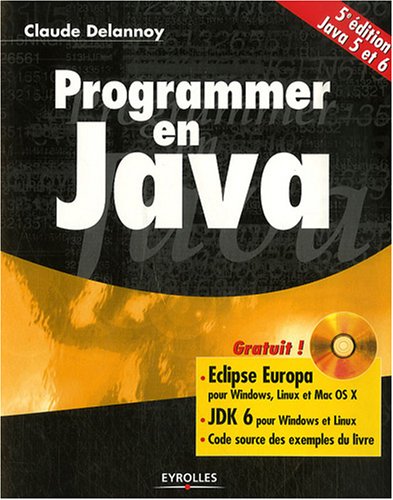 Claude Delannoy
5e édition
Java 5 et 6
Programmer
en
Java
Gratuit !
• Eclipse Europa
pour Windows, Linux et Mac OS X
• JDK 6 pour Windows et Linux
• Code source des exemples du livre
EYROLLES